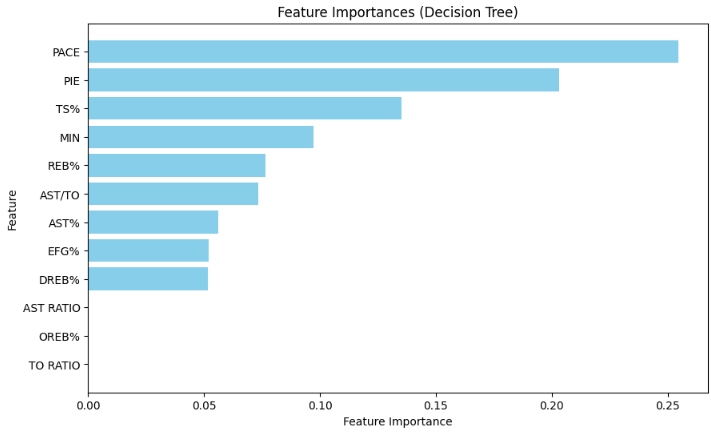 Feature Importances (Decision Tree)
PACE
PIE
TS%
MIN
REB%
AST/TO
AST%
EFG%
DREB%
AST RATIO
OREB%
TO RATIO
Feature
0.00 0.05 0.10 0.15 0.20 0.25
Feature Importance